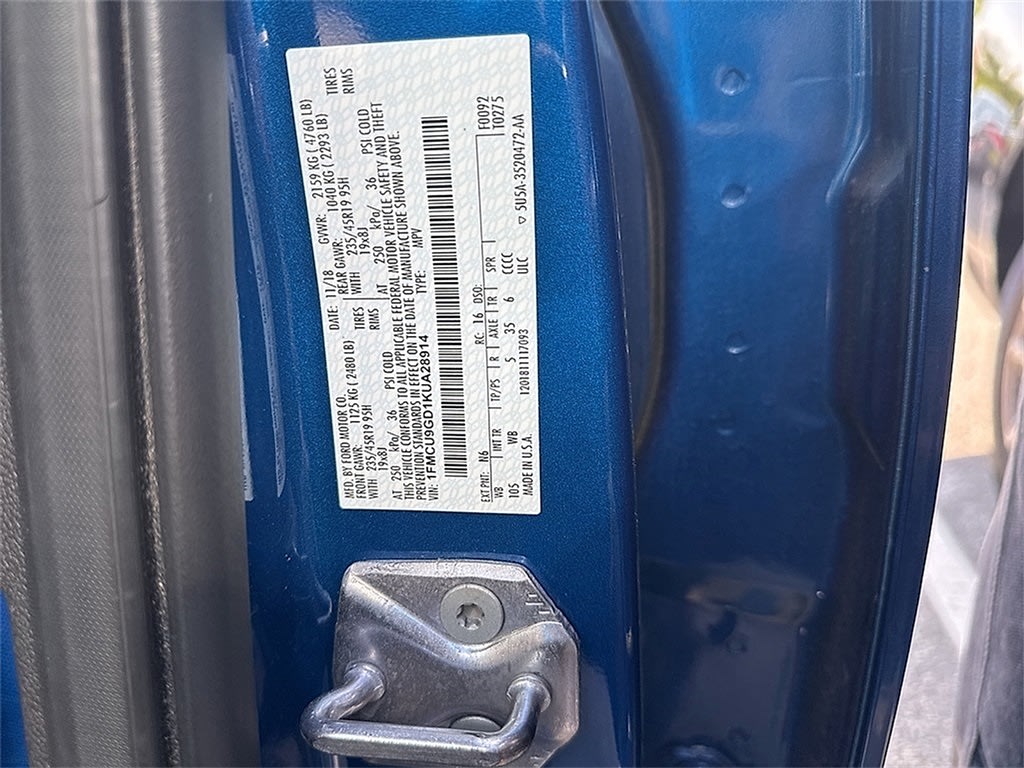 MFD. BY FORD MOTOR CO.
DATE: 11/18 GVWR: 2159 KG ( 4760 LB)
FRONT GAWR: 1125 KG ( 2480 LB) REAR GAWR: 1040 KG ( 2293 LB)
WITH 235/45R19 95H TIRES WITH 235/45R19 95H TIRES
19x8J RIMS 19x8J RIMS
AT 250 kPa/ 36 PSI COLD AT 250 kPa/ 36 PSI COLD
THIS VEHICLE CONFORMS TO ALL APPLICABLE FEDERAL MOTOR VEHICLE SAFETY AND THEFT
PREVENTION STANDARDS IN EFFECT ON THE DATE OF MANUFACTURE SHOWN ABOVE.
VIN: 1FMCU9GD1KUA28914 TYPE: MPV
F0092
EXT PNT: N6 RC: 16 DSO: T0275
WB INT TR TP/PS R AXLE TR SPR
105 WB 5 35 6 CCCC
MADE IN U.S.A. 120181117093 ULC ▽ 5U5A-3520472-AA